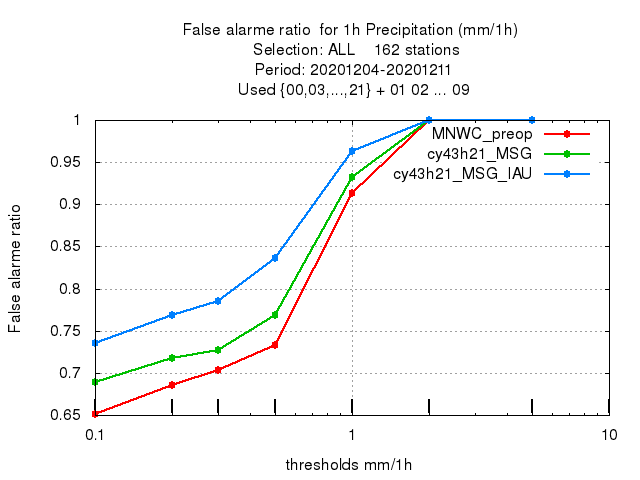 False alarme ratio  for 1h Precipitation (mm/1h)
Selection: ALL    162 stations
Period: 20201204-20201211
Used {00,03,...,21} + 01 02 ... 09
1
0.95
0.9
0.85
0.8
0.75
0.7
0.65
False alarme ratio
MNWC_preop
cy43h21_MSG
cy43h21_MSG_IAU
0.1
1
10
thresholds mm/1h